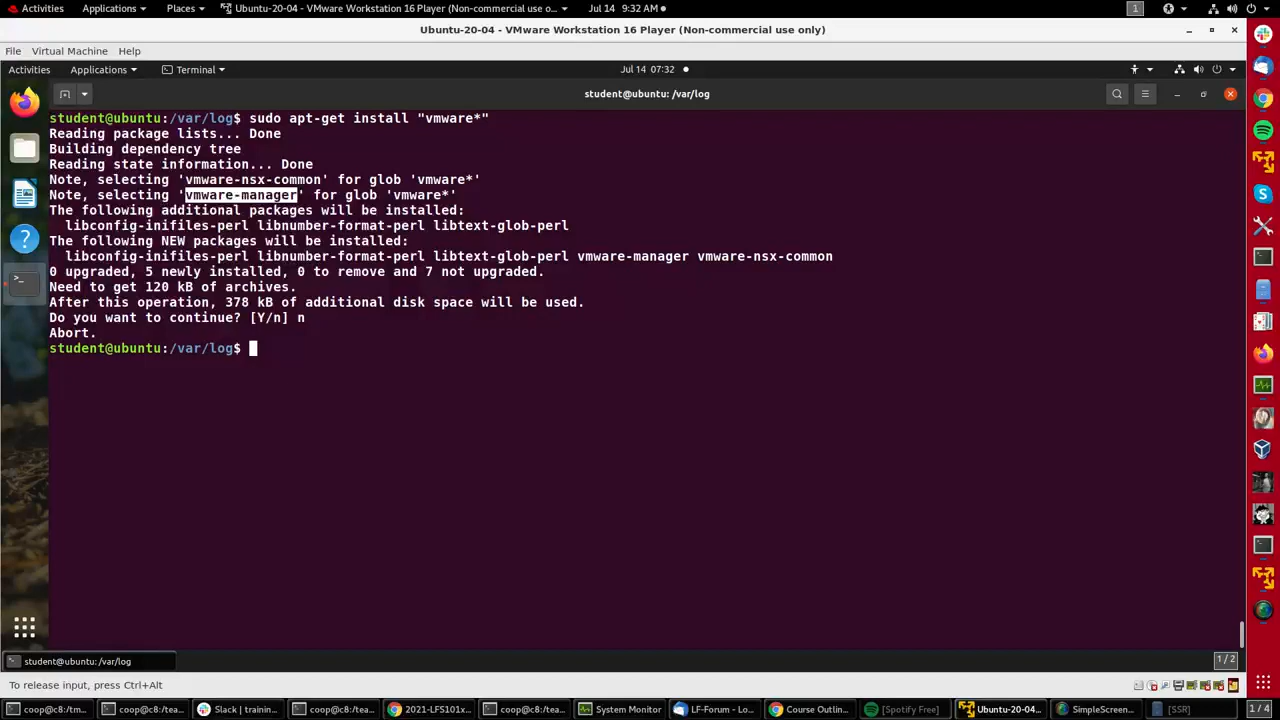 Activities Applications Places Ubuntu-20-04 - VMware Workstation 16 Player (Non-commercial use o... Jul 14 9:32 AM 1
Ubuntu-20-04 - VMware Workstation 16 Player (Non-commercial use only)
File Virtual Machine Help
Activities Applications Terminal Jul 14 07:32
student@ubuntu: /var/log
student@ubuntu:/var/log$ sudo apt-get install "vmware*"
Reading package lists... Done
Building dependency tree
Reading state information... Done
Note, selecting 'vmware-nsx-common' for glob 'vmware*'
Note, selecting 'vmware-manager' for glob 'vmware*'
The following additional packages will be installed:
libconfig-inifiles-perl libnumber-format-perl libtext-glob-perl
The following NEW packages will be installed:
libconfig-inifiles-perl libnumber-format-perl libtext-glob-perl vmware-manager vmware-nsx-common
0 upgraded, 5 newly installed, 0 to remove and 7 not upgraded.
Need to get 120 kB of archives.
After this operation, 378 kB of additional disk space will be used.
Do you want to continue? [Y/n] n
Abort.
student@ubuntu:/var/log$
student@ubuntu: /var/log 1/2
To release input, press Ctrl+Alt
coop@c8:/tm... coop@c8:/tea... Slack | trainin... coop@c8:/tea... 2021-LFS101x... coop@c8:/tea... System Monitor LF-Forum - Lo... Course Outlin... [Spotify Free] Ubuntu-20-04... SimpleScreen... [SSR] 1 / 4